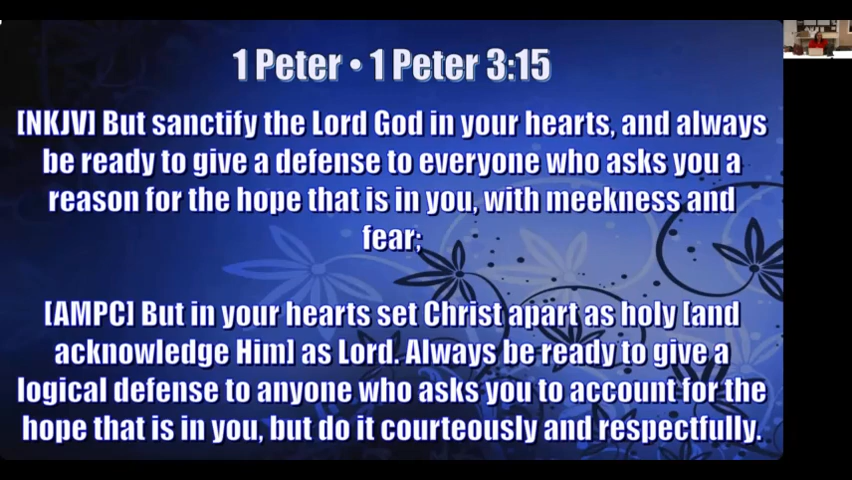 1 Peter • 1 Peter 3:15
[NKJV] But sanctify the Lord God in your hearts, and always
be ready to give a defense to everyone who asks you a
reason for the hope that is in you, with meekness and
fear;
[AMPC] But in your hearts set Christ apart as holy [and
acknowledge Him] as Lord. Always be ready to give a
logical defense to anyone who asks you to account for the
hope that is in you, but do it courteously and respectfully.